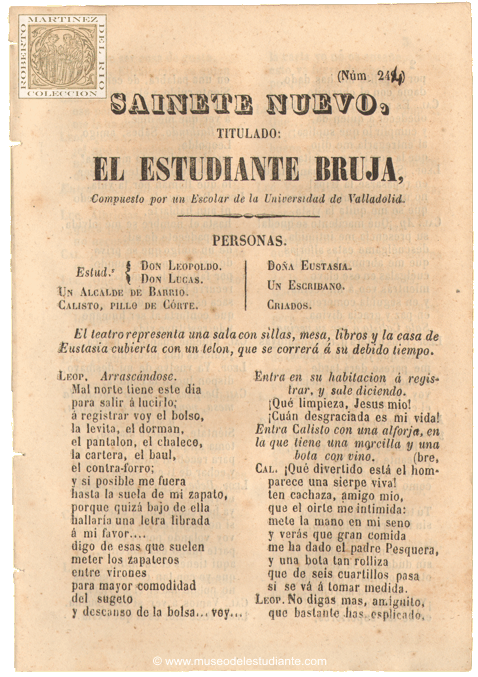 ROBERTO MARTINEZ DEL RIO
COLECCION
(Núm. 244)
SAINETE NUEVO,
TITULADO:
EL ESTUDIANTE BRUJA,
Compuesto por un Escolar de la Universidad de Valladolid.
PERSONAS.
Estud.s { DON LEOPOLDO.
DON LUCAS.
UN ALCALDE DE BARRIO.
CALISTO, PILLO DE CÓRTE.
DOÑA EUSTASIA.
UN ESCRIBANO.
CRIADOS.
El teatro representa una sala con sillas, mesa, libros y la casa de
Eustasia cubierta con un telon, que se correrá á su debido tiempo.
LEOP. Arrascándose.
Mal norte tiene este dia
para salir á lucirlo;
á registrar voy el bolso,
la levita, el dorman,
el pantalon, el chaleco,
la cartera, el baul,
el contra-forro;
y si posible me fuera
hasta la suela de mi zapato,
porque quizá bajo de ella
hallaria una letra librada
á mi favor....
digo de esas que suelen
meter los zapateros
entre virones
para mayor comodidad
del sugeto
y descanso de la bolsa... voy...
Entra en su habitacion á regis-
trar, y sale diciendo.
¡Qué limpieza, Jesus mio!
¡Cuán desgraciada es mi vida!
Entra Calisto con una alforja, en
la que tiene una morcilla y una
bota con vino. (bre,
CAL. ¡Qué divertido está el hom-
parece una sierpe viva!
ten cachaza, amigo mio,
que el oirte me intimida:
mete la mano en mi seno
y verás que gran comida
me ha dado el padre Pesquera,
y una bota tan rolliza
que de seis cuartillos pasa
si se vá á tomar medida.
LEOP. No digas mas, amiguito,
que bastante has esplicado,
© www.museodelestudiante.com